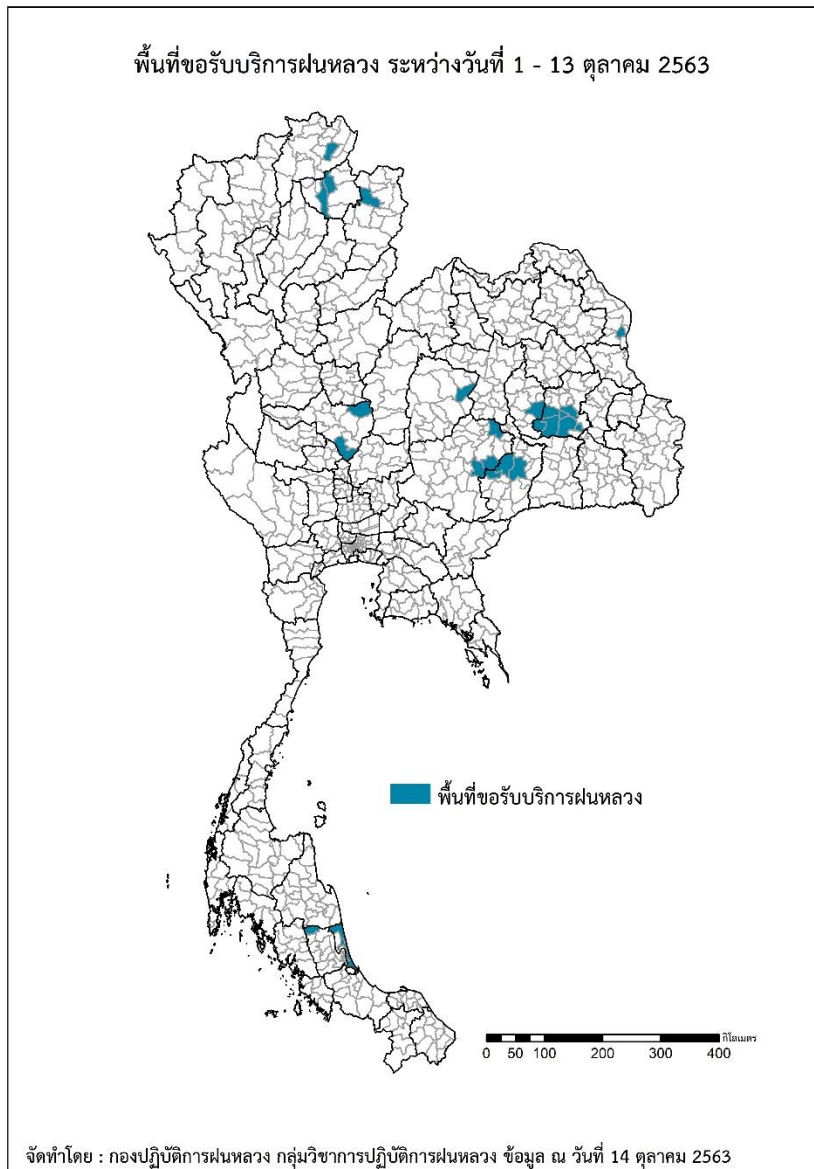 พื้นที่ขอรับบริการฝนหลวง ระหว่างวันที่ 1 - 13 ตุลาคม 2563
พื้นที่ขอรับบริการฝนหลวง
กิโลเมตร
0 50 100 200 300 400
จัดทำโดย : กองปฏิบัติการฝนหลวง กลุ่มวิชาการปฏิบัติการฝนหลวง ข้อมูล ณ วันที่ 14 ตุลาคม 2563